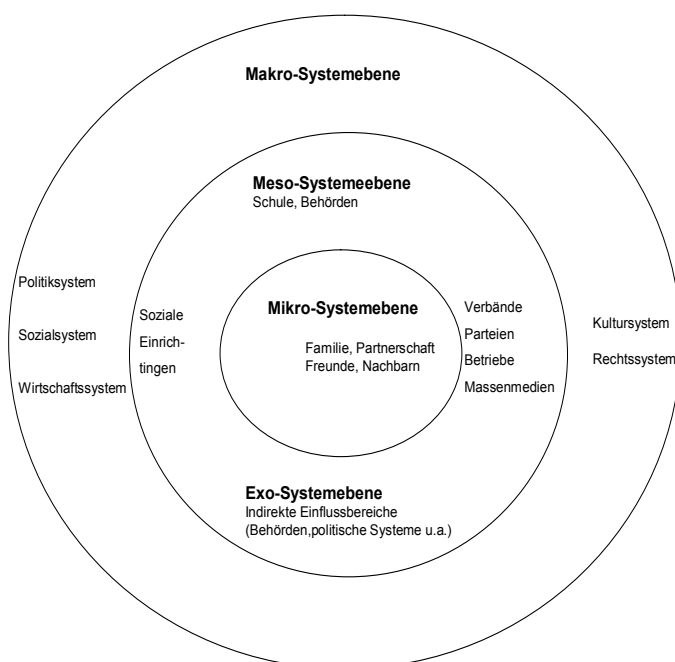 Makro-Systemebene
Meso-Systemeebene
Schule, Behörden
Politiksystem
Sozialsystem
Wirtschaftssystem
Soziale
Einrich-
tingen
Mikro-Systemebene
Familie, Partnerschaft
Freunde, Nachbarn
Verbände
Parteien
Betriebe
Massenmedien
Kultursystem
Rechtssystem
Exo-Systemebene
Indirekte Einflussbereiche
(Behörden,politische Systeme u.a.)